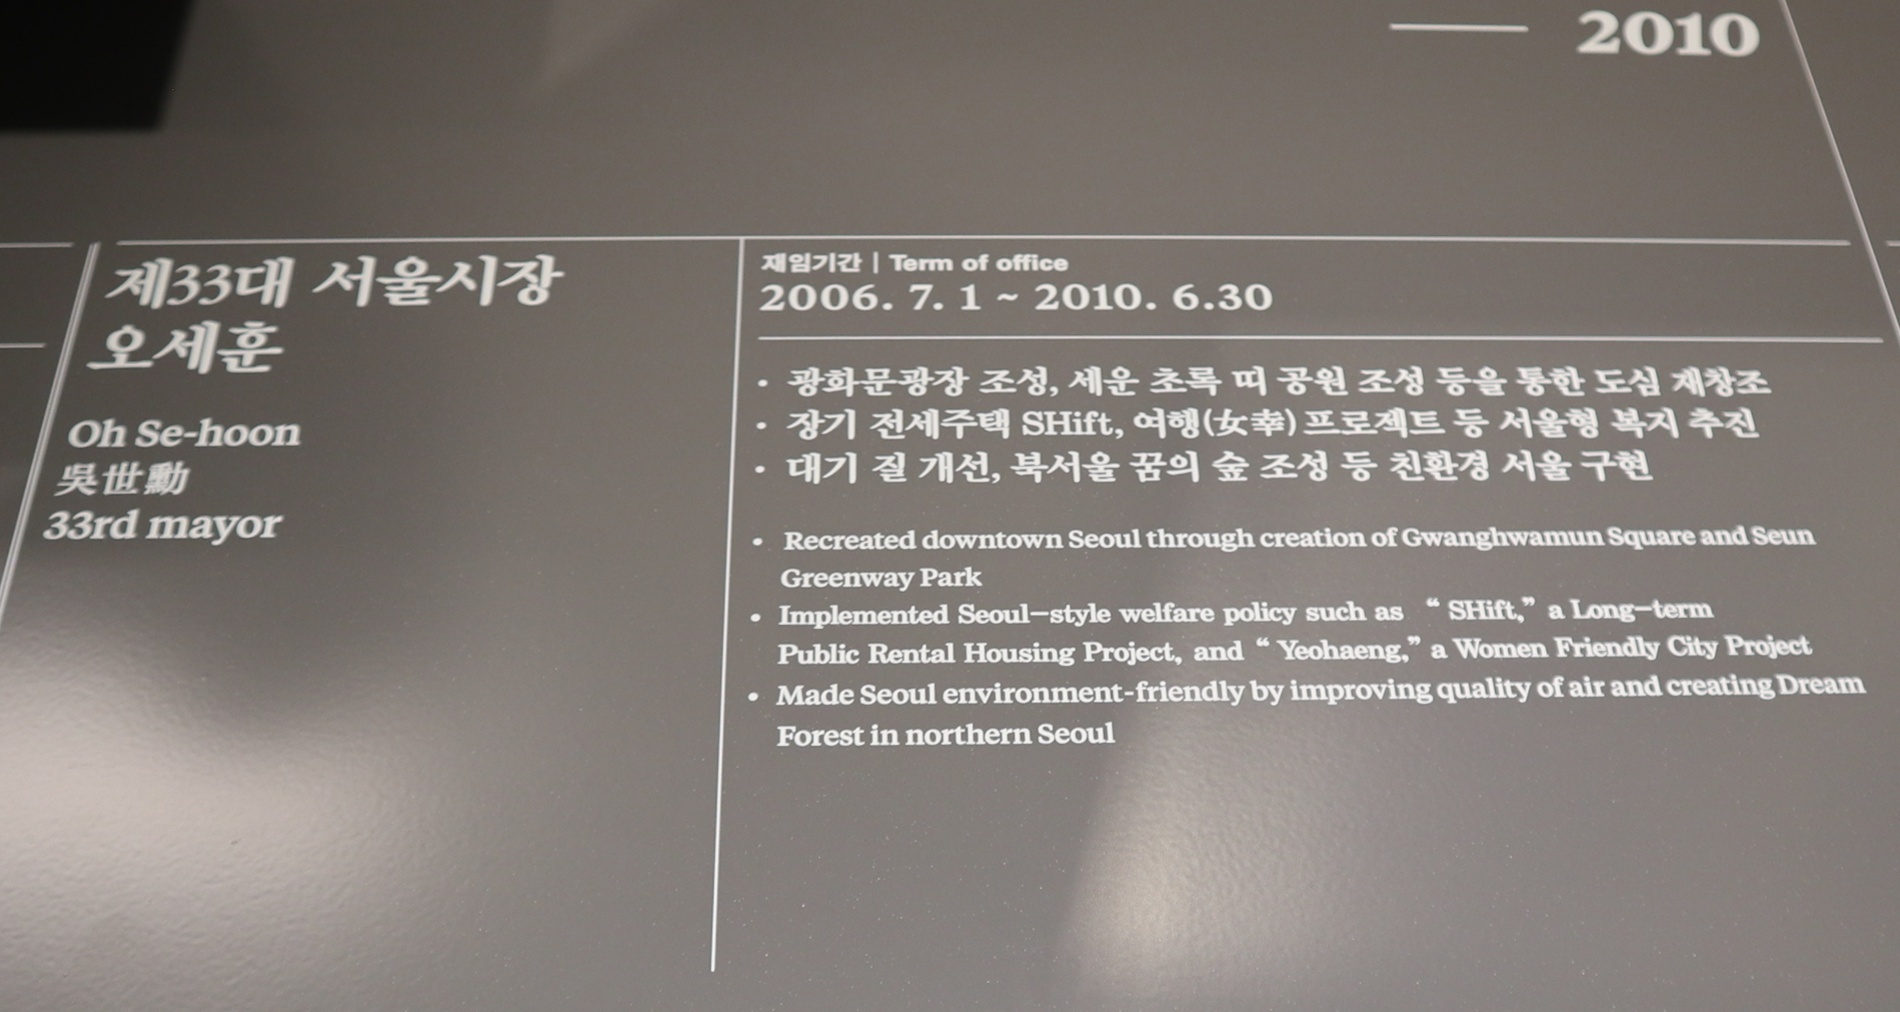 — 2010
제33대 서울시장
오세훈
Oh Se-hoon
吳世勳
33rd mayor
재임기간 | Term of office
2006. 7. 1 ~ 2010. 6.30
• 광화문광장 조성, 세운 초록 띠 공원 조성 등을 통한 도심 재창조
• 장기 전세주택 SHift, 여행(女幸) 프로젝트 등 서울형 복지 추진
• 대기 질 개선, 북서울 꿈의 숲 조성 등 친환경 서울 구현
• Recreated downtown Seoul through creation of Gwanghwamun Square and Seun
Greenway Park
• Implemented Seoul-style welfare policy such as “ SHift,” a Long-term
Public Rental Housing Project, and “ Yeohaeng,” a Women Friendly City Project
• Made Seoul environment-friendly by improving quality of air and creating Dream
Forest in northern Seoul